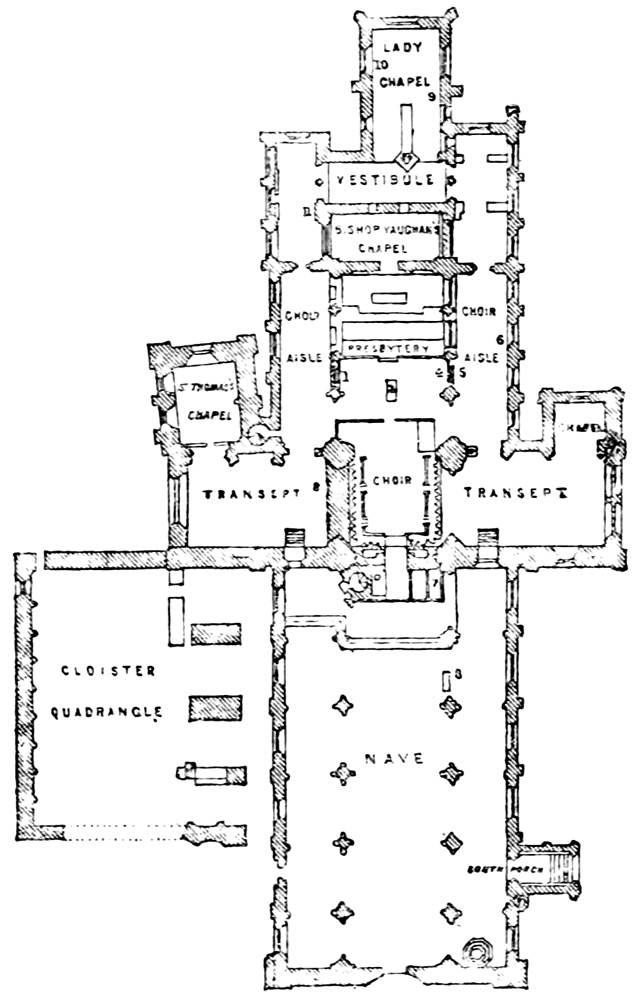 LADY
10
CHAPEL
9
VESTIBULE
11
BISHOP VAUGHAN'S
CHAPEL
CHOIR
CHOIR
6
AISLE
PRESBYTERY
AISLE
1
4
5
ST THOMAS'S
CHAPEL
CHAPEL
TRANSEPT
8
CHOIR
TRANSEPT
7
CLOISTER
QUADRANGLE
3
NAVE
SOUTH PORCH